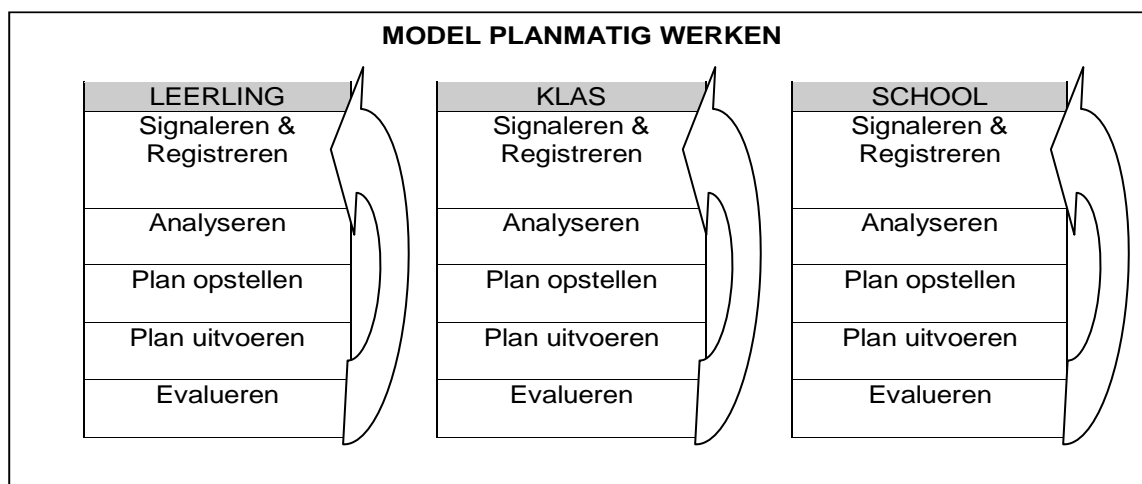 MODEL PLANMATIG WERKEN
LEERLING
Signaleren &
Registreren
Analyseren
Plan opstellen
Plan uitvoeren
Evalueren
KLAS
Signaleren &
Registreren
Analyseren
Plan opstellen
Plan uitvoeren
Evalueren
SCHOOL
Signaleren &
Registreren
Analyseren
Plan opstellen
Plan uitvoeren
Evalueren